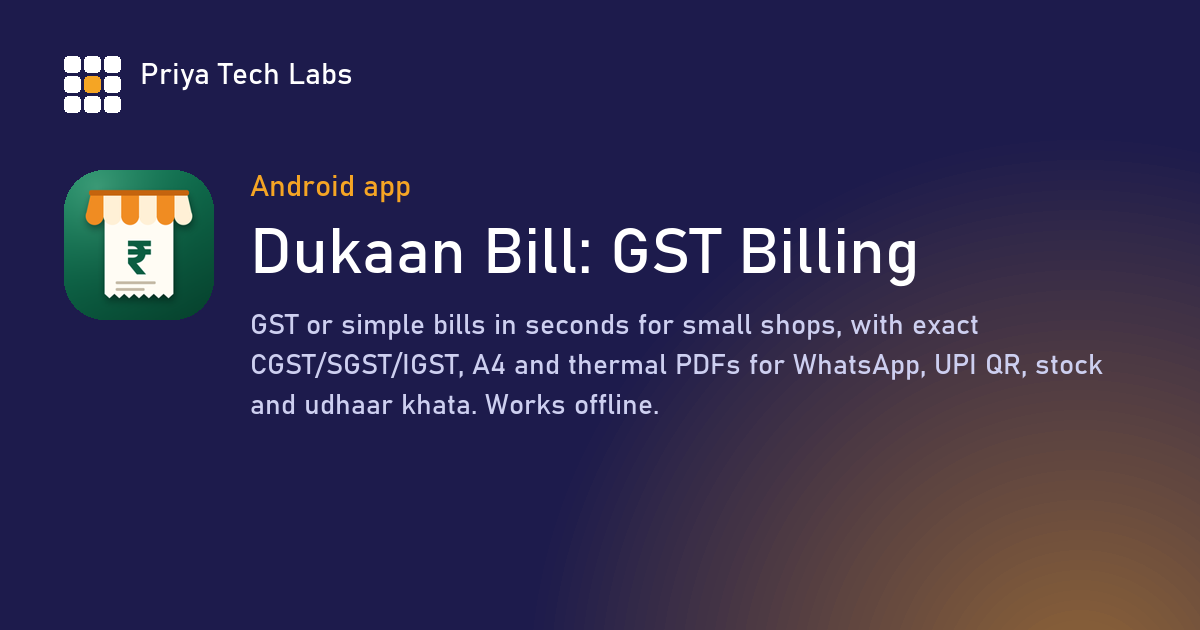 Priya Tech Labs
₹
Android app
Dukaan Bill: GST Billing
GST or simple bills in seconds for small shops, with exact
CGST/SGST/IGST, A4 and thermal PDFs for WhatsApp, UPI QR, stock
and udhaar khata. Works offline.